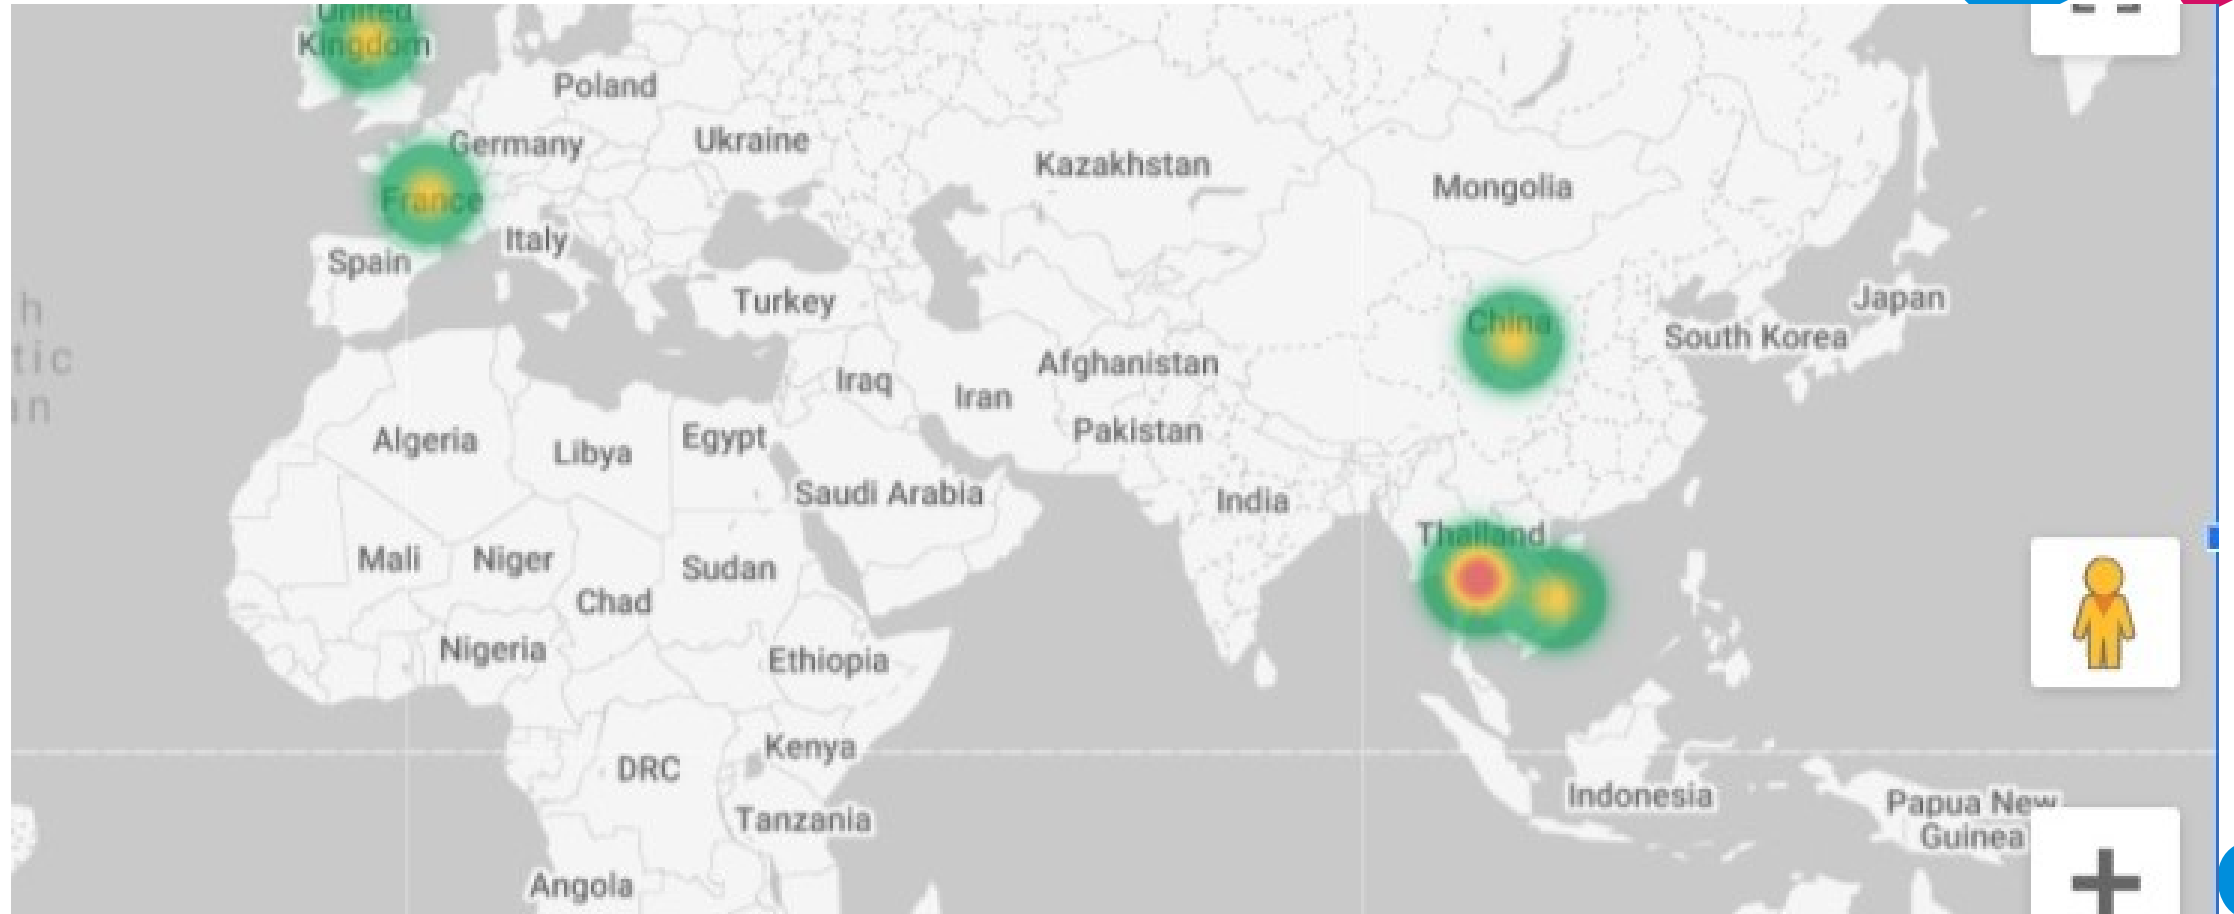 United
Kingdom
Poland
Germany
Ukraine
Kazakhstan
Mongolia
France
Italy
Spain
h
tic
an
Turkey
China
Japan
South Korea
Afghanistan
Iraq
Iran
Pakistan
Algeria
Libya
Egypt
Saudi Arabia
India
Thailand
Mali
Niger
Sudan
Chad
Nigeria
Ethiopia
Kenya
DRC
Tanzania
Indonesia
Papua New
Guinea
Angola